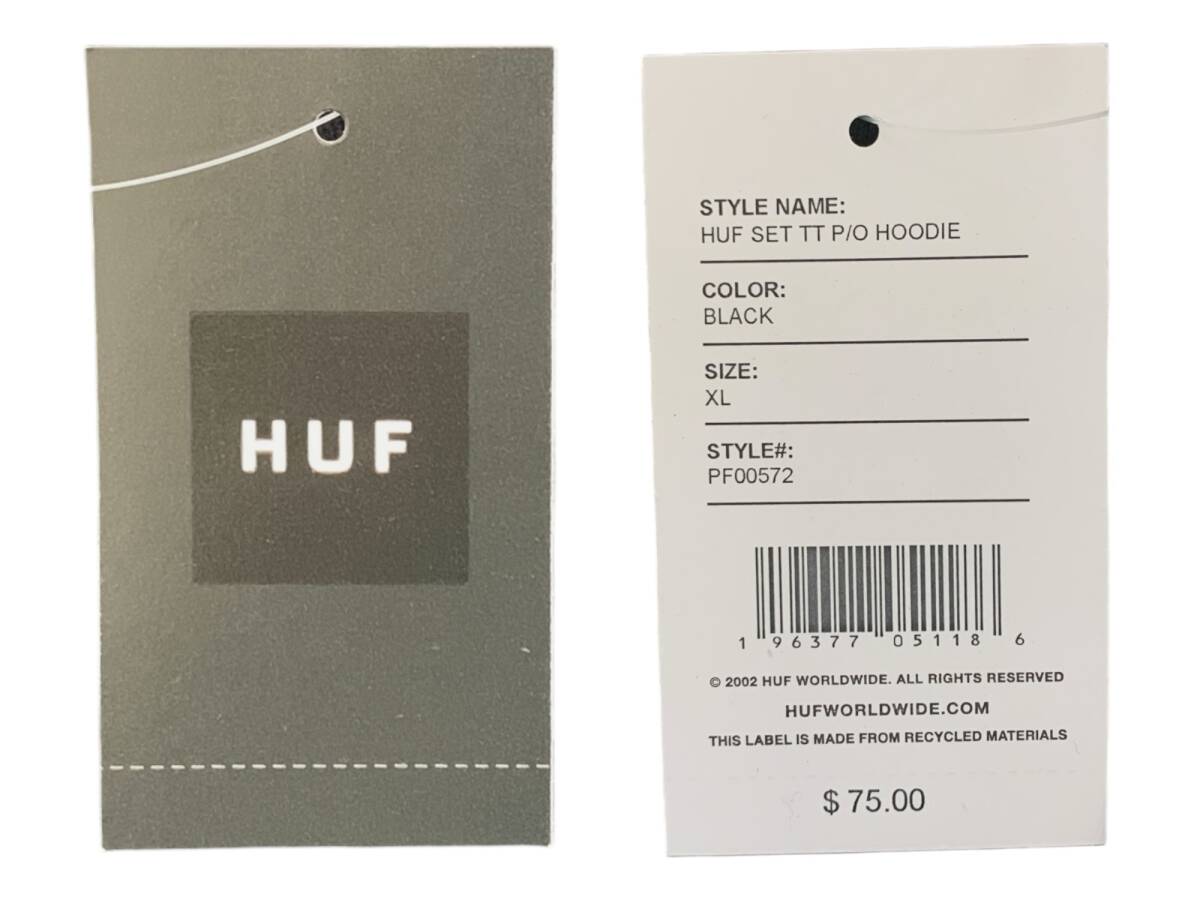 HUF
STYLE NAME:
HUF SET TT P/O HOODIE
COLOR:
BLACK
SIZE:
XL
STYLE#:
PF00572
1 96377 05118 6
© 2002 HUF WORLDWIDE. ALL RIGHTS RESERVED
HUFWORLDWIDE.COM
THIS LABEL IS MADE FROM RECYCLED MATERIALS
$ 75.00